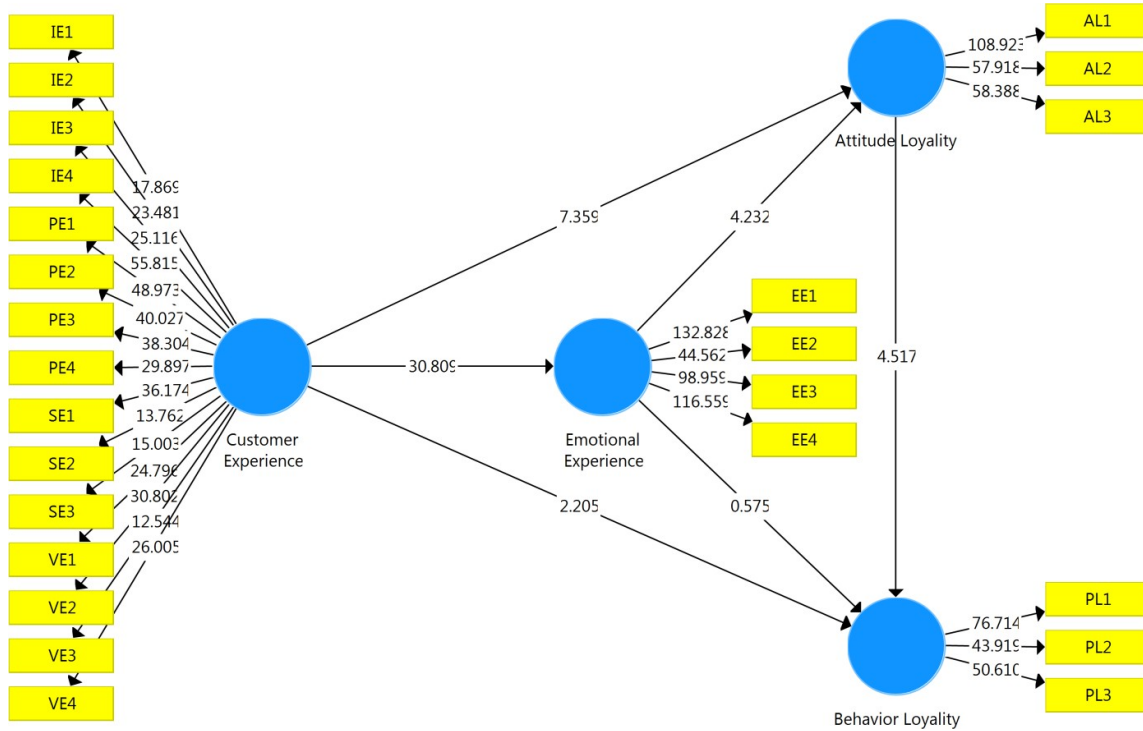 IE1
IE2
IE3
IE4
PE1
PE2
PE3
PE4
SE1
SE2
SE3
VE1
VE2
VE3
VE4
17.869
23.481
25.116
55.815
48.973
40.027
38.304
29.897
36.174
13.762
15.003
24.796
30.802
12.544
26.005
Customer
Experience
7.359
30.809
2.205
Emotional
Experience
4.232
0.575
132.828
44.562
98.959
116.559
EE1
EE2
EE3
EE4
Attitude Loyality
108.923
57.918
58.388
AL1
AL2
AL3
4.517
Behavior Loyality
76.714
43.919
50.610
PL1
PL2
PL3